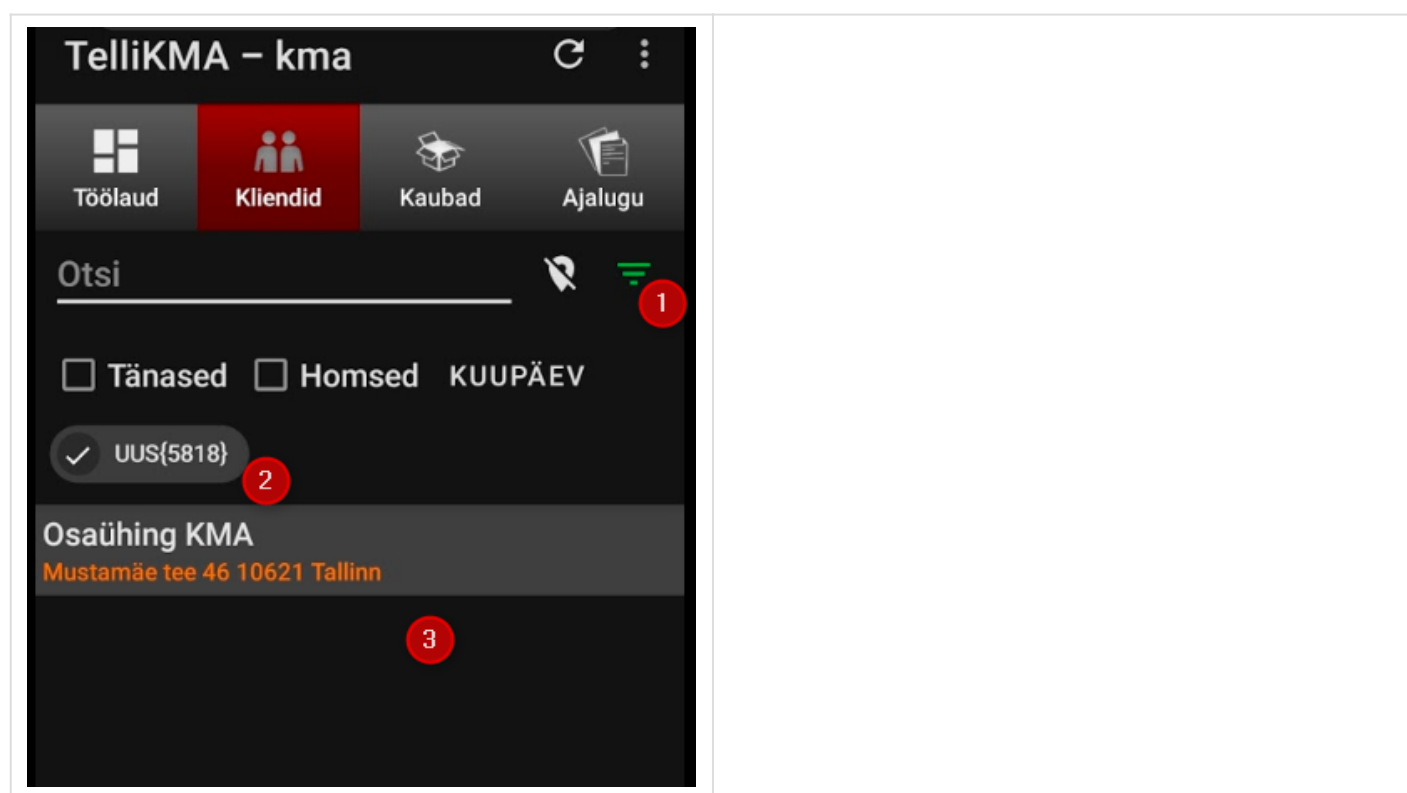 TelliKMA – kma
Töölaud Kliendid Kaubad Ajalugu
Otsi
1
Tänased Homsed KUUPÄEV
UUS{5818}
2
Osaühing KMA
Mustamäe tee 46 10621 Tallinn
3